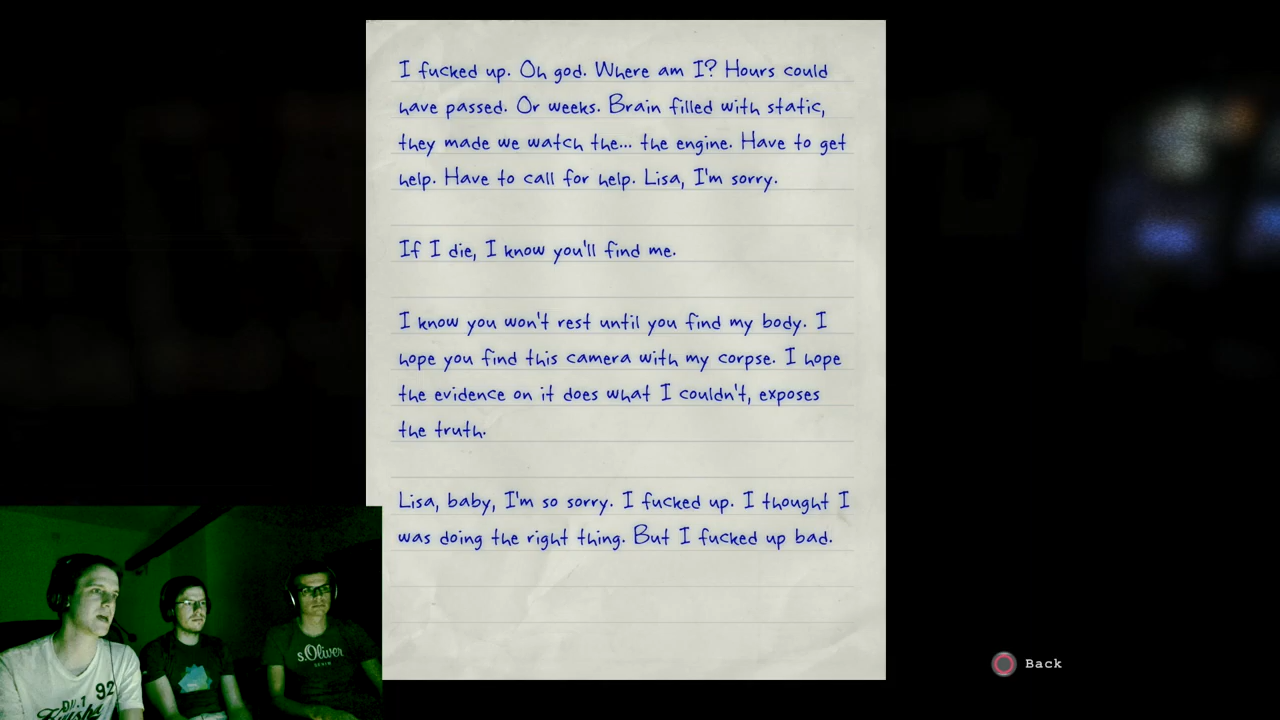 I fucked up. Oh god. Where am I? Hours could
have passed. Or weeks. Brain filled with static,
they made we watch the... the engine. Have to get
help. Have to call for help. Lisa, I'm sorry.
If I die, I know you'll find me.
I know you won't rest until you find my body. I
hope you find this camera with my corpse. I hope
the evidence on it does what I couldn't, exposes
the truth.
Lisa, baby, I'm so sorry. I fucked up. I thought I
was doing the right thing. But I fucked up bad.
Back
s.Oliver
92